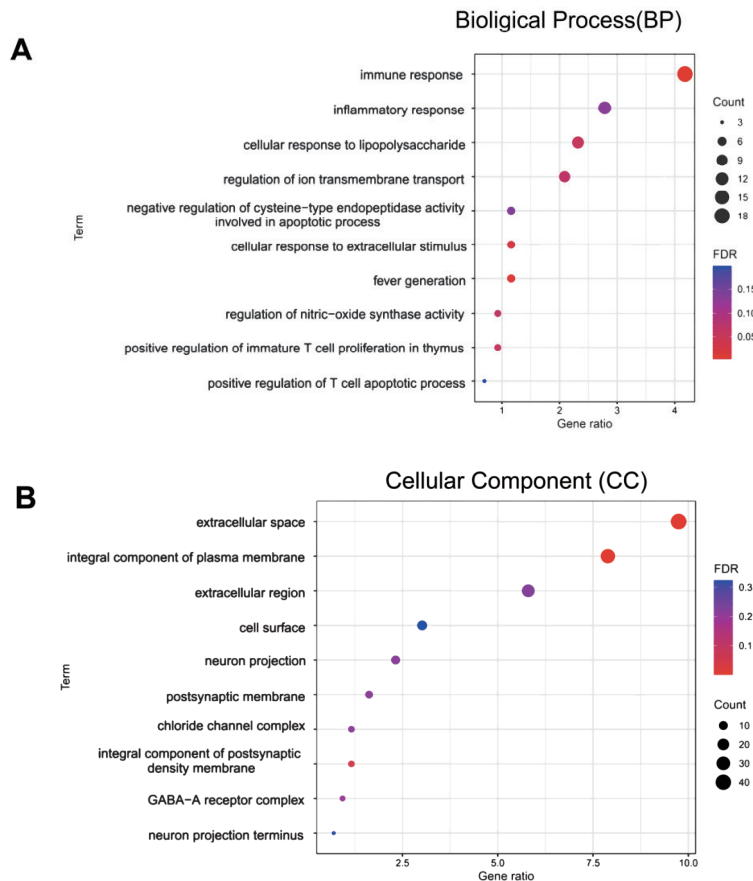 Bioligical Process(BP)
A
immune response
inflammatory response
cellular response to lipopolysaccharide
regulation of ion transmembrane transport
negative regulation of cysteine-type endopeptidase activity
involved in apoptotic process
cellular response to extracellular stimulus
fever generation
regulation of nitric-oxide synthase activity
positive regulation of immature T cell proliferation in thymus
positive regulation of T cell apoptotic process
Term
1 2 3 4
Gene ratio
Count
3
6
9
12
15
18
FDR
0.15
0.10
0.05
B
Cellular Component (CC)
extracellular space
integral component of plasma membrane
extracellular region
cell surface
neuron projection
postsynaptic membrane
chloride channel complex
integral component of postsynaptic
density membrane
GABA−A receptor complex
neuron projection terminus
Term
2.5 5.0 7.5 10.0
Gene ratio
FDR
0.3
0.2
0.1
Count
10
20
30
40